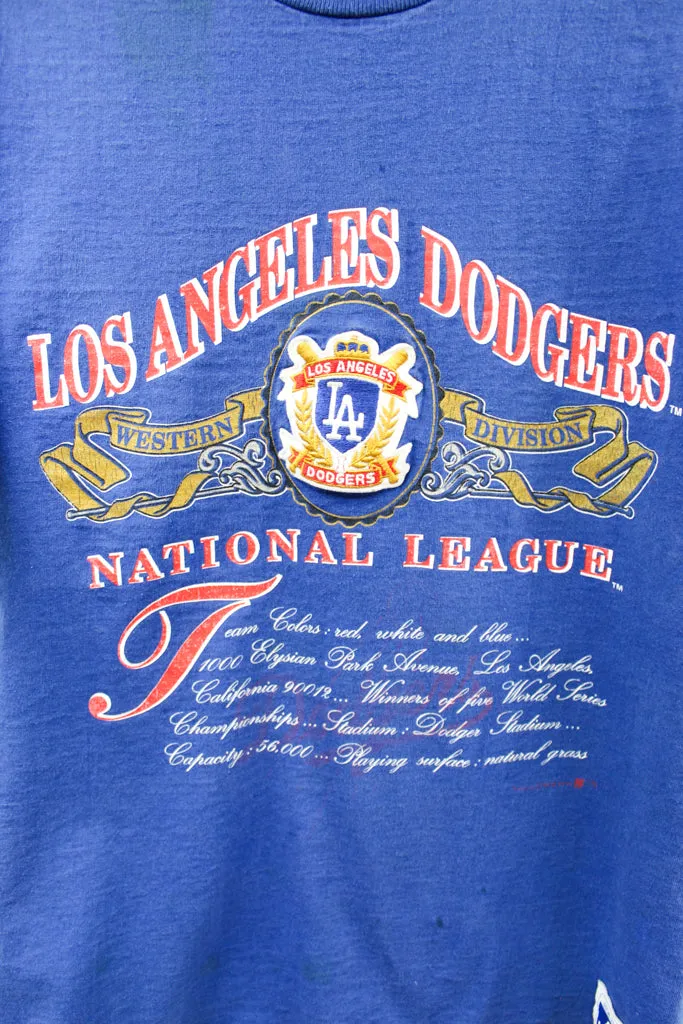 LOS ANGELES DODGERS™
LOS ANGELES
LA
DODGERS
WESTERN DIVISION
NATIONAL LEAGUE™
Team Colors : red, white and blue ...
1000 Elysian Park Avenue, Los Angeles,
California 90012 ... Winners of five World Series
Championships ... Stadium : Dodger Stadium ...
Capacity : 56,000 ... Playing surface : natural grass